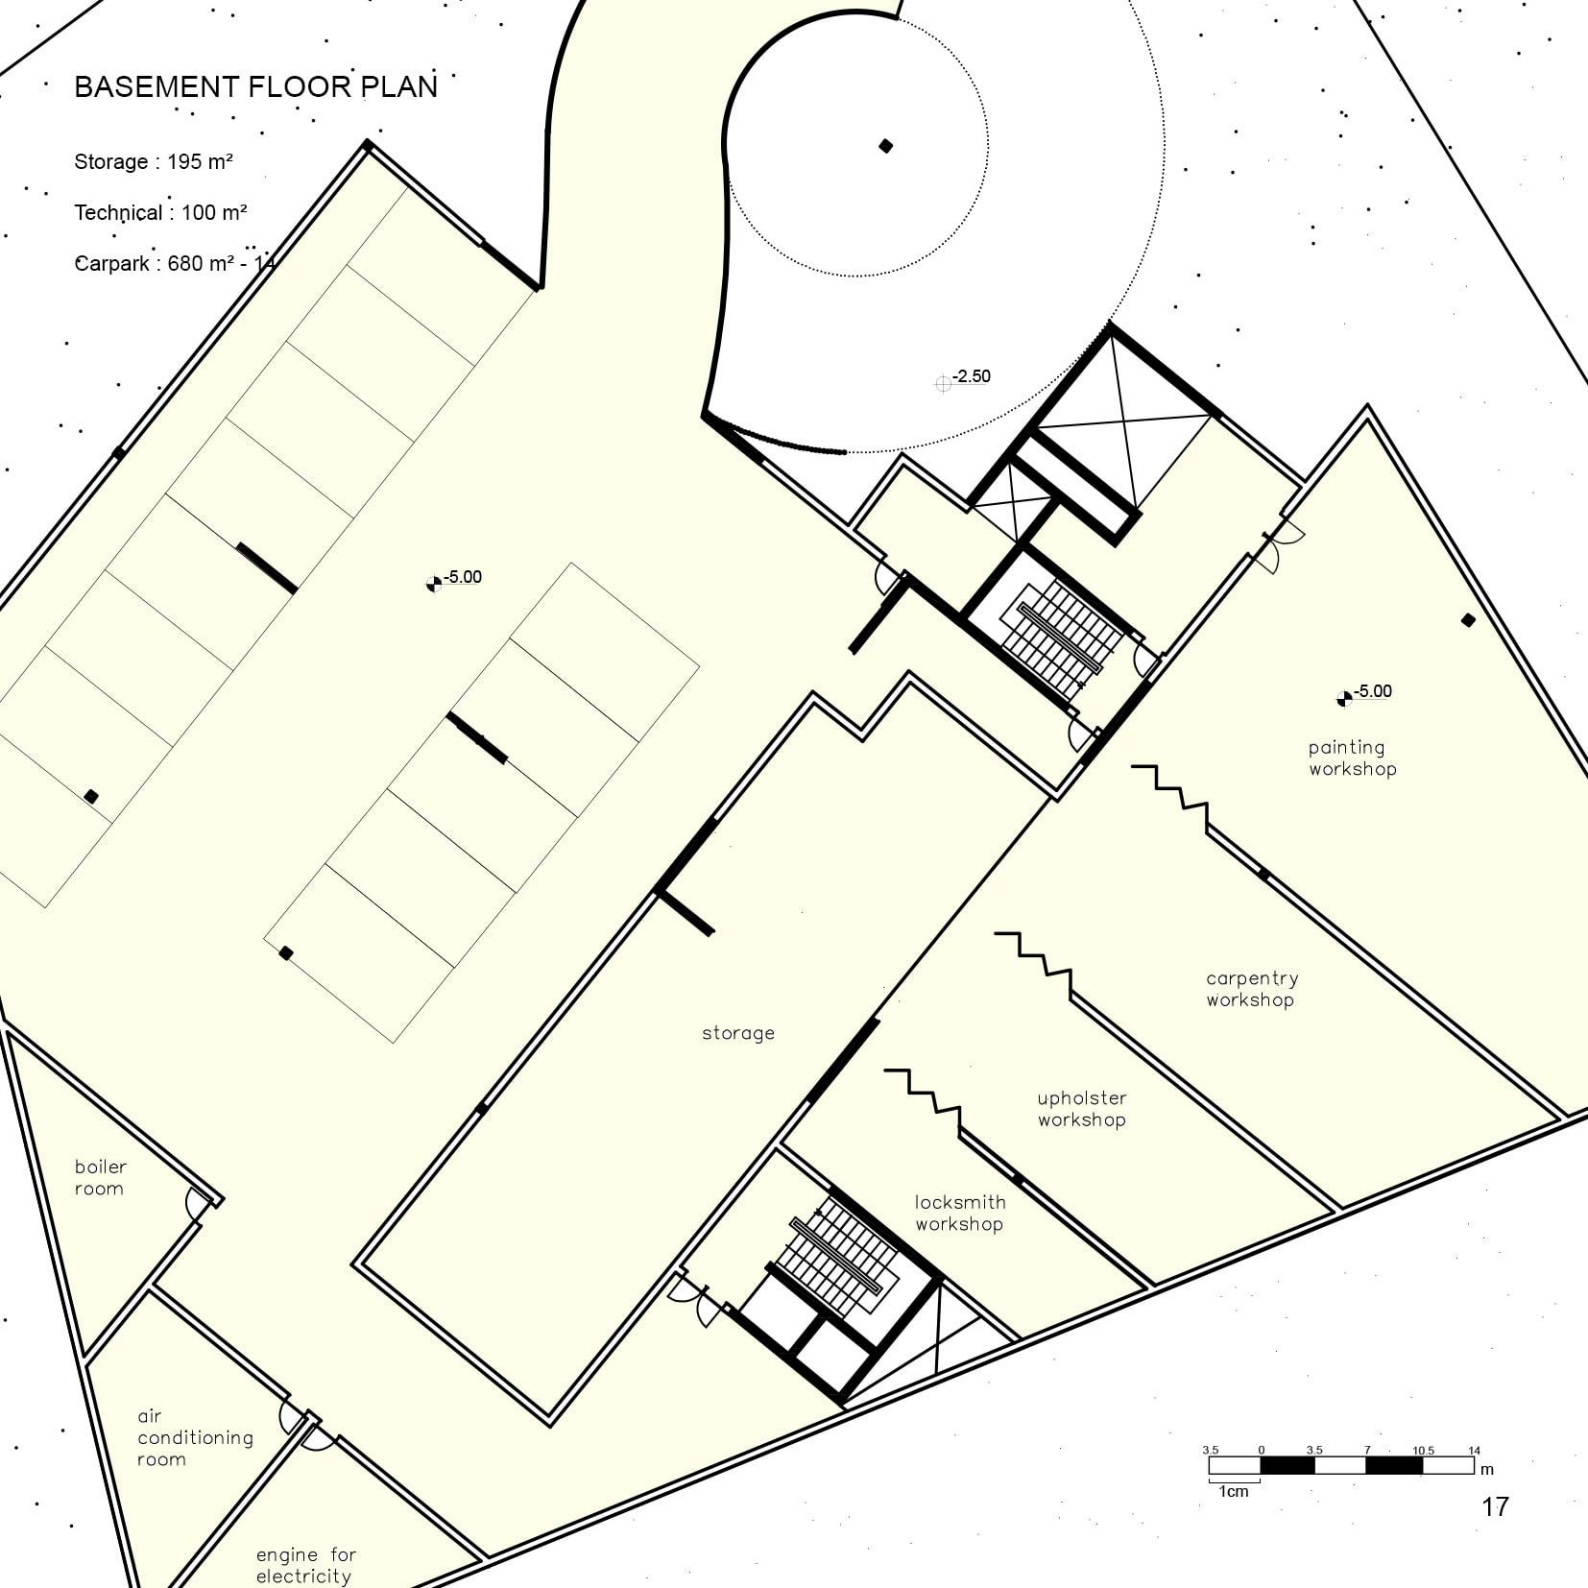 BASEMENT FLOOR PLAN
Storage : 195 m²
Technical : 100 m²
Carpark : 680 m² - 14
-2.50
-5.00
-5.00
painting
workshop
carpentry
workshop
storage
upholster
workshop
locksmith
workshop
boiler
room
air
conditioning
room
engine for
electricity
3.5 0 3.5 7 10.5 14
m
1cm
17